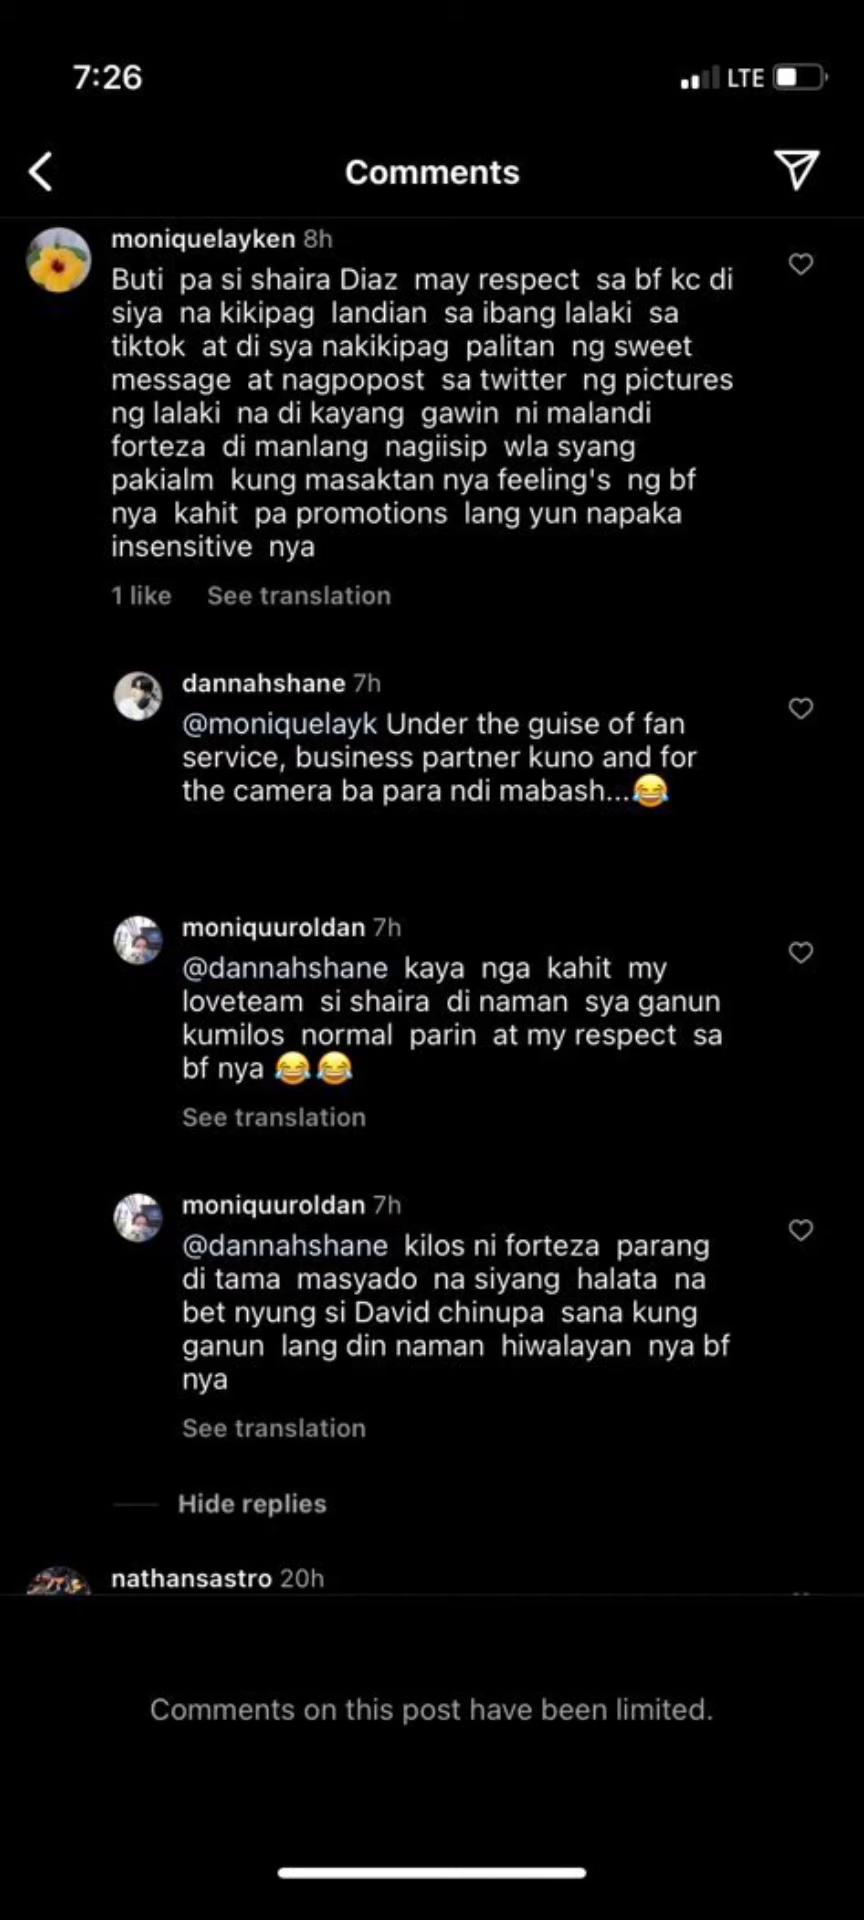 7:26
LTE
Comments
moniquelayken 8h
Buti pa si shaira Diaz may respect sa bf kc di
siya na kikipag landian sa ibang lalaki sa
tiktok at di sya nakikipag palitan ng sweet
message at nagpopost sa twitter ng pictures
ng lalaki na di kayang gawin ni malandi
forteza di manlang nagiisip wla syang
pakialm kung masaktan nya feeling's ng bf
nya kahit pa promotions lang yun napaka
insensitive nya
1 like See translation
dannahshane 7h
@moniquelayk Under the guise of fan
service, business partner kuno and for
the camera ba para ndi mabash...😂
moniquuroldan 7h
@dannahshane kaya nga kahit my
loveteam si shaira di naman sya ganun
kumilos normal parin at my respect sa
bf nya 😂😂
See translation
moniquuroldan 7h
@dannahshane kilos ni forteza parang
di tama masyado na siyang halata na
bet nyung si David chinupa sana kung
ganun lang din naman hiwalayan nya bf
nya
See translation
Hide replies
nathansastro 20h
Comments on this post have been limited.